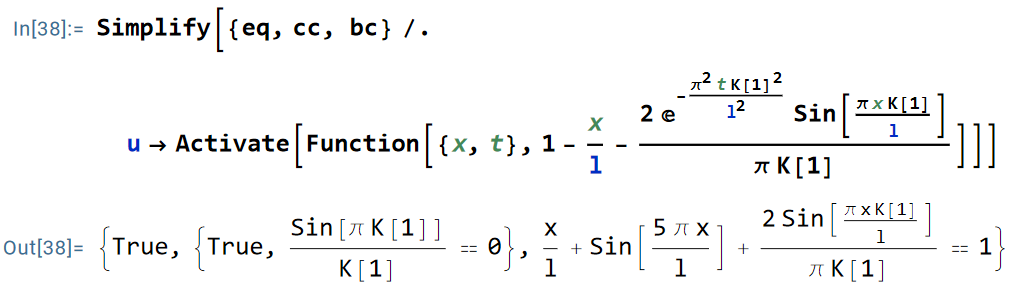 In[38]:= Simplify[{eq, cc, bc} /.
u → Activate[Function[{x, t}, 1 - x/l - (2 ⅇ^(-(π^2 t K[1]^2)/l^2) Sin[(π x K[1])/l])/(π K[1])]]]
Out[38]= {True, {True, Sin[π K[1]]/K[1] == 0}, x/l + Sin[(5 π x)/l] + (2 Sin[(π x K[1])/l])/(π K[1]) == 1}